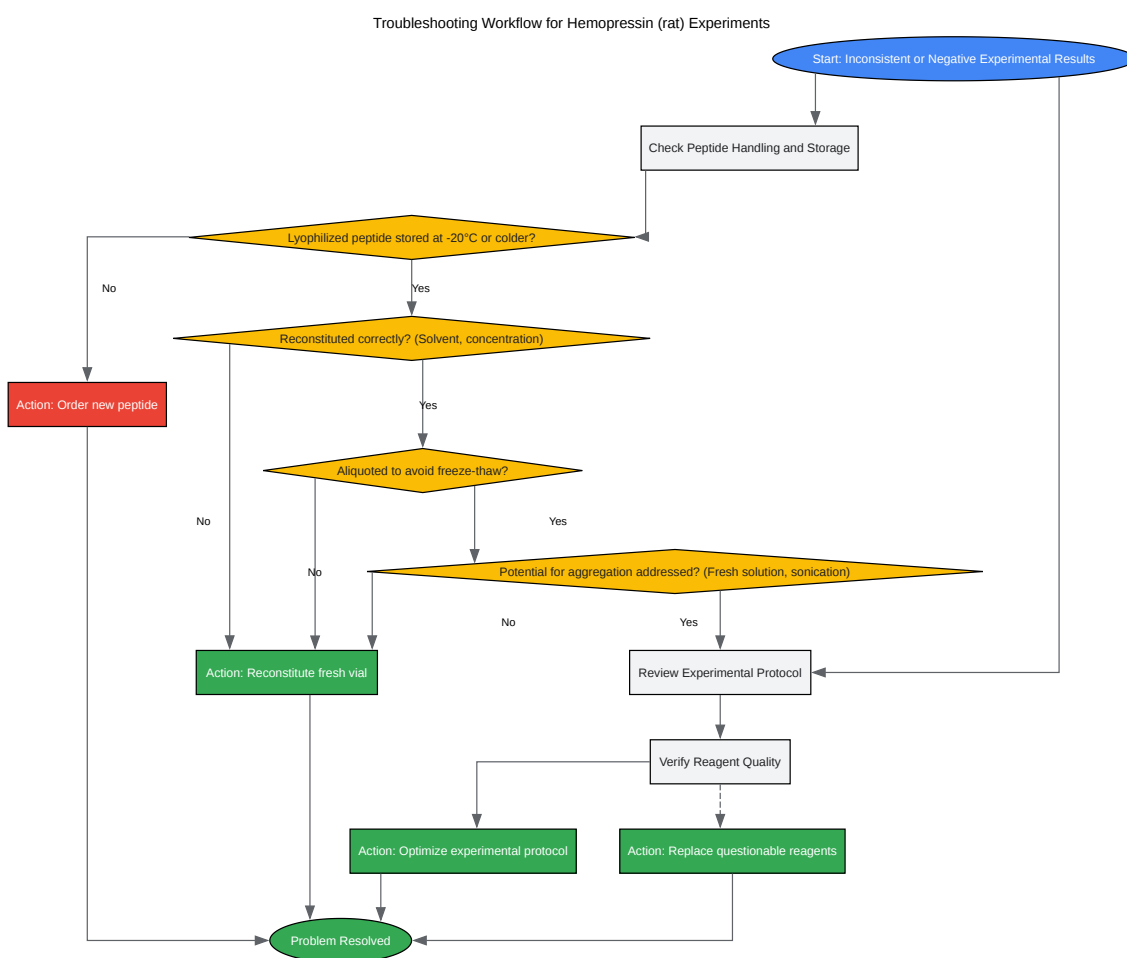 Troubleshooting Workflow for Hemopressin (rat) Experiments
Start: Inconsistent or Negative Experimental Results
Check Peptide Handling and Storage
Lyophilized peptide stored at -20°C or colder?
No
Yes
Reconstituted correctly? (Solvent, concentration)
Action: Order new peptide
Yes
Aliquoted to avoid freeze-thaw?
No
Yes
No
Potential for aggregation addressed? (Fresh solution, sonication)
No
Yes
Action: Reconstitute fresh vial
Review Experimental Protocol
Verify Reagent Quality
Action: Optimize experimental protocol
Action: Replace questionable reagents
Problem Resolved